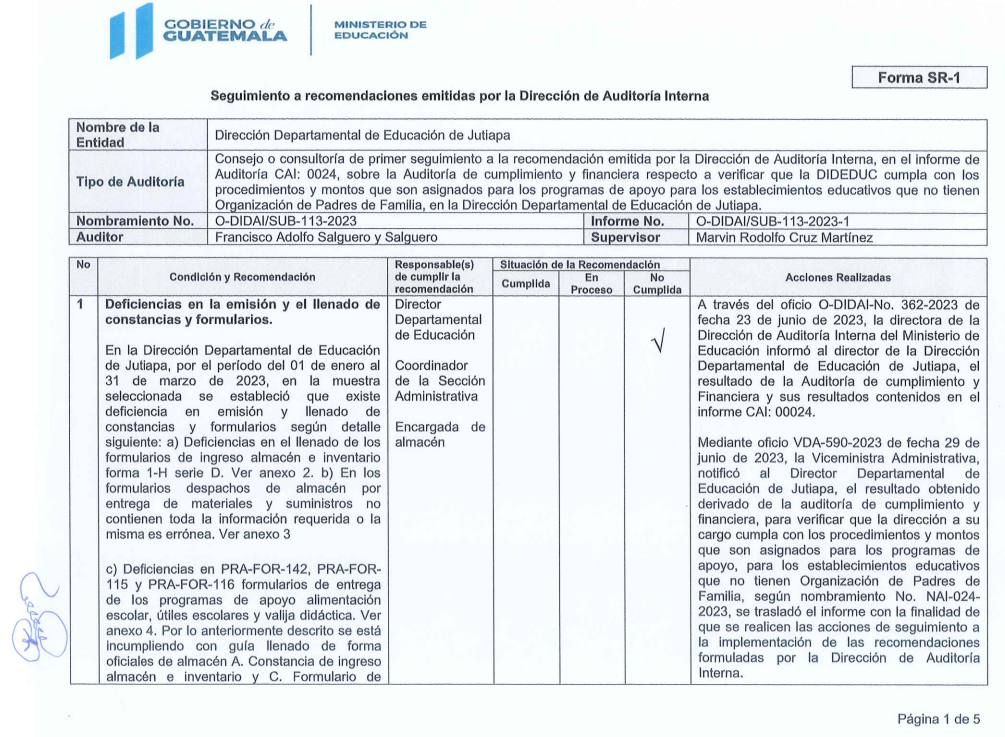 GOBIERNO de
GUATEMALA
MINISTERIO DE
EDUCACIÓN
Forma SR-1
Seguimiento a recomendaciones emitidas por la Dirección de Auditoría Interna
Nombre de la
Entidad
Dirección Departamental de Educación de Jutiapa
Tipo de Auditoría
Consejo o consultoría de primer seguimiento a la recomendación emitida por la Dirección de Auditoría Interna, en el informe de
Auditoría CAI: 0024, sobre la Auditoría de cumplimiento y financiera respecto a verificar que la DIDEDUC cumpla con los
procedimientos y montos que son asignados para los programas de apoyo para los establecimientos educativos que no tienen
Organización de Padres de Familia, en la Dirección Departamental de Educación de Jutiapa.
Nombramiento No.
O-DIDAI/SUB-113-2023
Informe No.
O-DIDAI/SUB-113-2023-1
Auditor
Francisco Adolfo Salguero y Salguero
Supervisor
Marvin Rodolfo Cruz Martínez
No
Condición y Recomendación
Responsable(s)
de cumplir la
recomendación
Situación de la Recomendación
Cumplida
En
Proceso
No
Cumplida
Acciones Realizadas
1
Deficiencias en la emisión y el llenado de
constancias y formularios.
En la Dirección Departamental de Educación
de Jutiapa, por el período del 01 de enero al
31 de marzo de 2023, en la muestra
seleccionada se estableció que existe
deficiencia en emisión y llenado de
constancias y formularios según detalle
siguiente: a) Deficiencias en el llenado de los
formularios de ingreso almacén e inventario
forma 1-H serie D. Ver anexo 2. b) En los
formularios despachos de almacén por
entrega de materiales y suministros no
contienen toda la información requerida o la
misma es errónea. Ver anexo 3
c) Deficiencias en PRA-FOR-142, PRA-FOR-
115 y PRA-FOR-116 formularios de entrega
de los programas de apoyo alimentación
escolar, útiles escolares y valija didáctica. Ver
anexo 4. Por lo anteriormente descrito se está
incumpliendo con guía llenado de forma
oficiales de almacén A. Constancia de ingreso
almacén e inventario y C. Formulario de
Director
Departamental
de Educación
Coordinador
de la Sección
Administrativa
Encargada de
almacén
√
A través del oficio O-DIDAI-No. 362-2023 de
fecha 23 de junio de 2023, la directora de la
Dirección de Auditoría Interna del Ministerio de
Educación informó al director de la Dirección
Departamental de Educación de Jutiapa, el
resultado de la Auditoría de cumplimiento y
Financiera y sus resultados contenidos en el
informe CAI: 00024.
Mediante oficio VDA-590-2023 de fecha 29 de
junio de 2023, la Viceministra Administrativa,
notificó al Director Departamental de
Educación de Jutiapa, el resultado obtenido
derivado de la auditoría de cumplimiento y
financiera, para verificar que la dirección a su
cargo cumpla con los procedimientos y montos
que son asignados para los programas de
apoyo, para los establecimientos educativos
que no tienen Organización de Padres de
Familia, según nombramiento No. NAI-024-
2023, se trasladó el informe con la finalidad de
que se realicen las acciones de seguimiento a
la implementación de las recomendaciones
formuladas por la Dirección de Auditoría
Interna.
Página 1 de 5